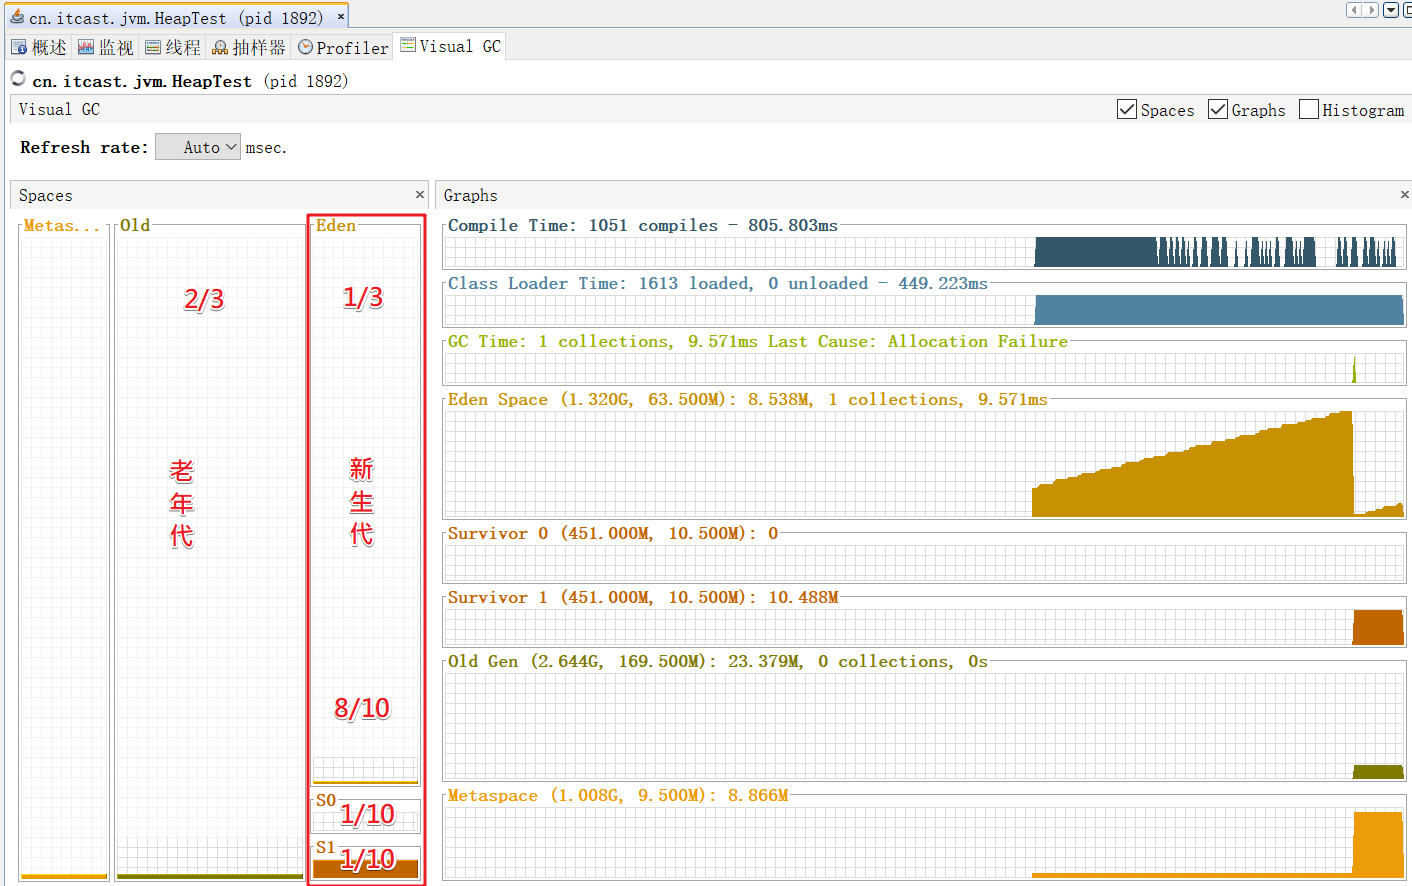 cn.itcast.jvm.HeapTest (pid 1892) ×
概述 监视 线程 抽样器 Profiler Visual GC
cn.itcast.jvm.HeapTest (pid 1892)
Visual GC Spaces Graphs Histogram
Refresh rate: Auto msec.
Spaces ×
Metas...
Old
2/3
老
年
代
Eden
1/3
新
生
代
8/10
S0
1/10
S1
1/10
Graphs ×
Compile Time: 1051 compiles - 805.803ms
Class Loader Time: 1613 loaded, 0 unloaded - 449.223ms
GC Time: 1 collections, 9.571ms Last Cause: Allocation Failure
Eden Space (1.320G, 63.500M): 8.538M, 1 collections, 9.571ms
Survivor 0 (451.000M, 10.500M): 0
Survivor 1 (451.000M, 10.500M): 10.488M
Old Gen (2.644G, 169.500M): 23.379M, 0 collections, 0s
Metaspace (1.008G, 9.500M): 8.866M